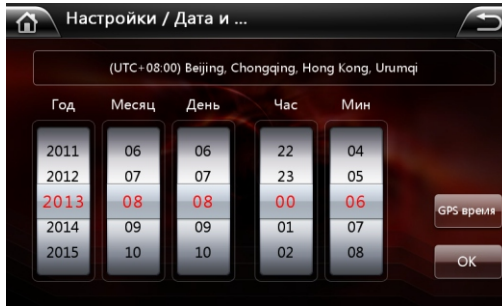 Настройки / Дата и ...
(UTC+08:00) Beijing, Chongqing, Hong Kong, Urumqi
Год Месяц День Час Мин
2011 06 06 22 04
2012 07 07 23 05
2013 08 08 00 06
2014 09 09 01 07
2015 10 10 02 08
GPS время
OK